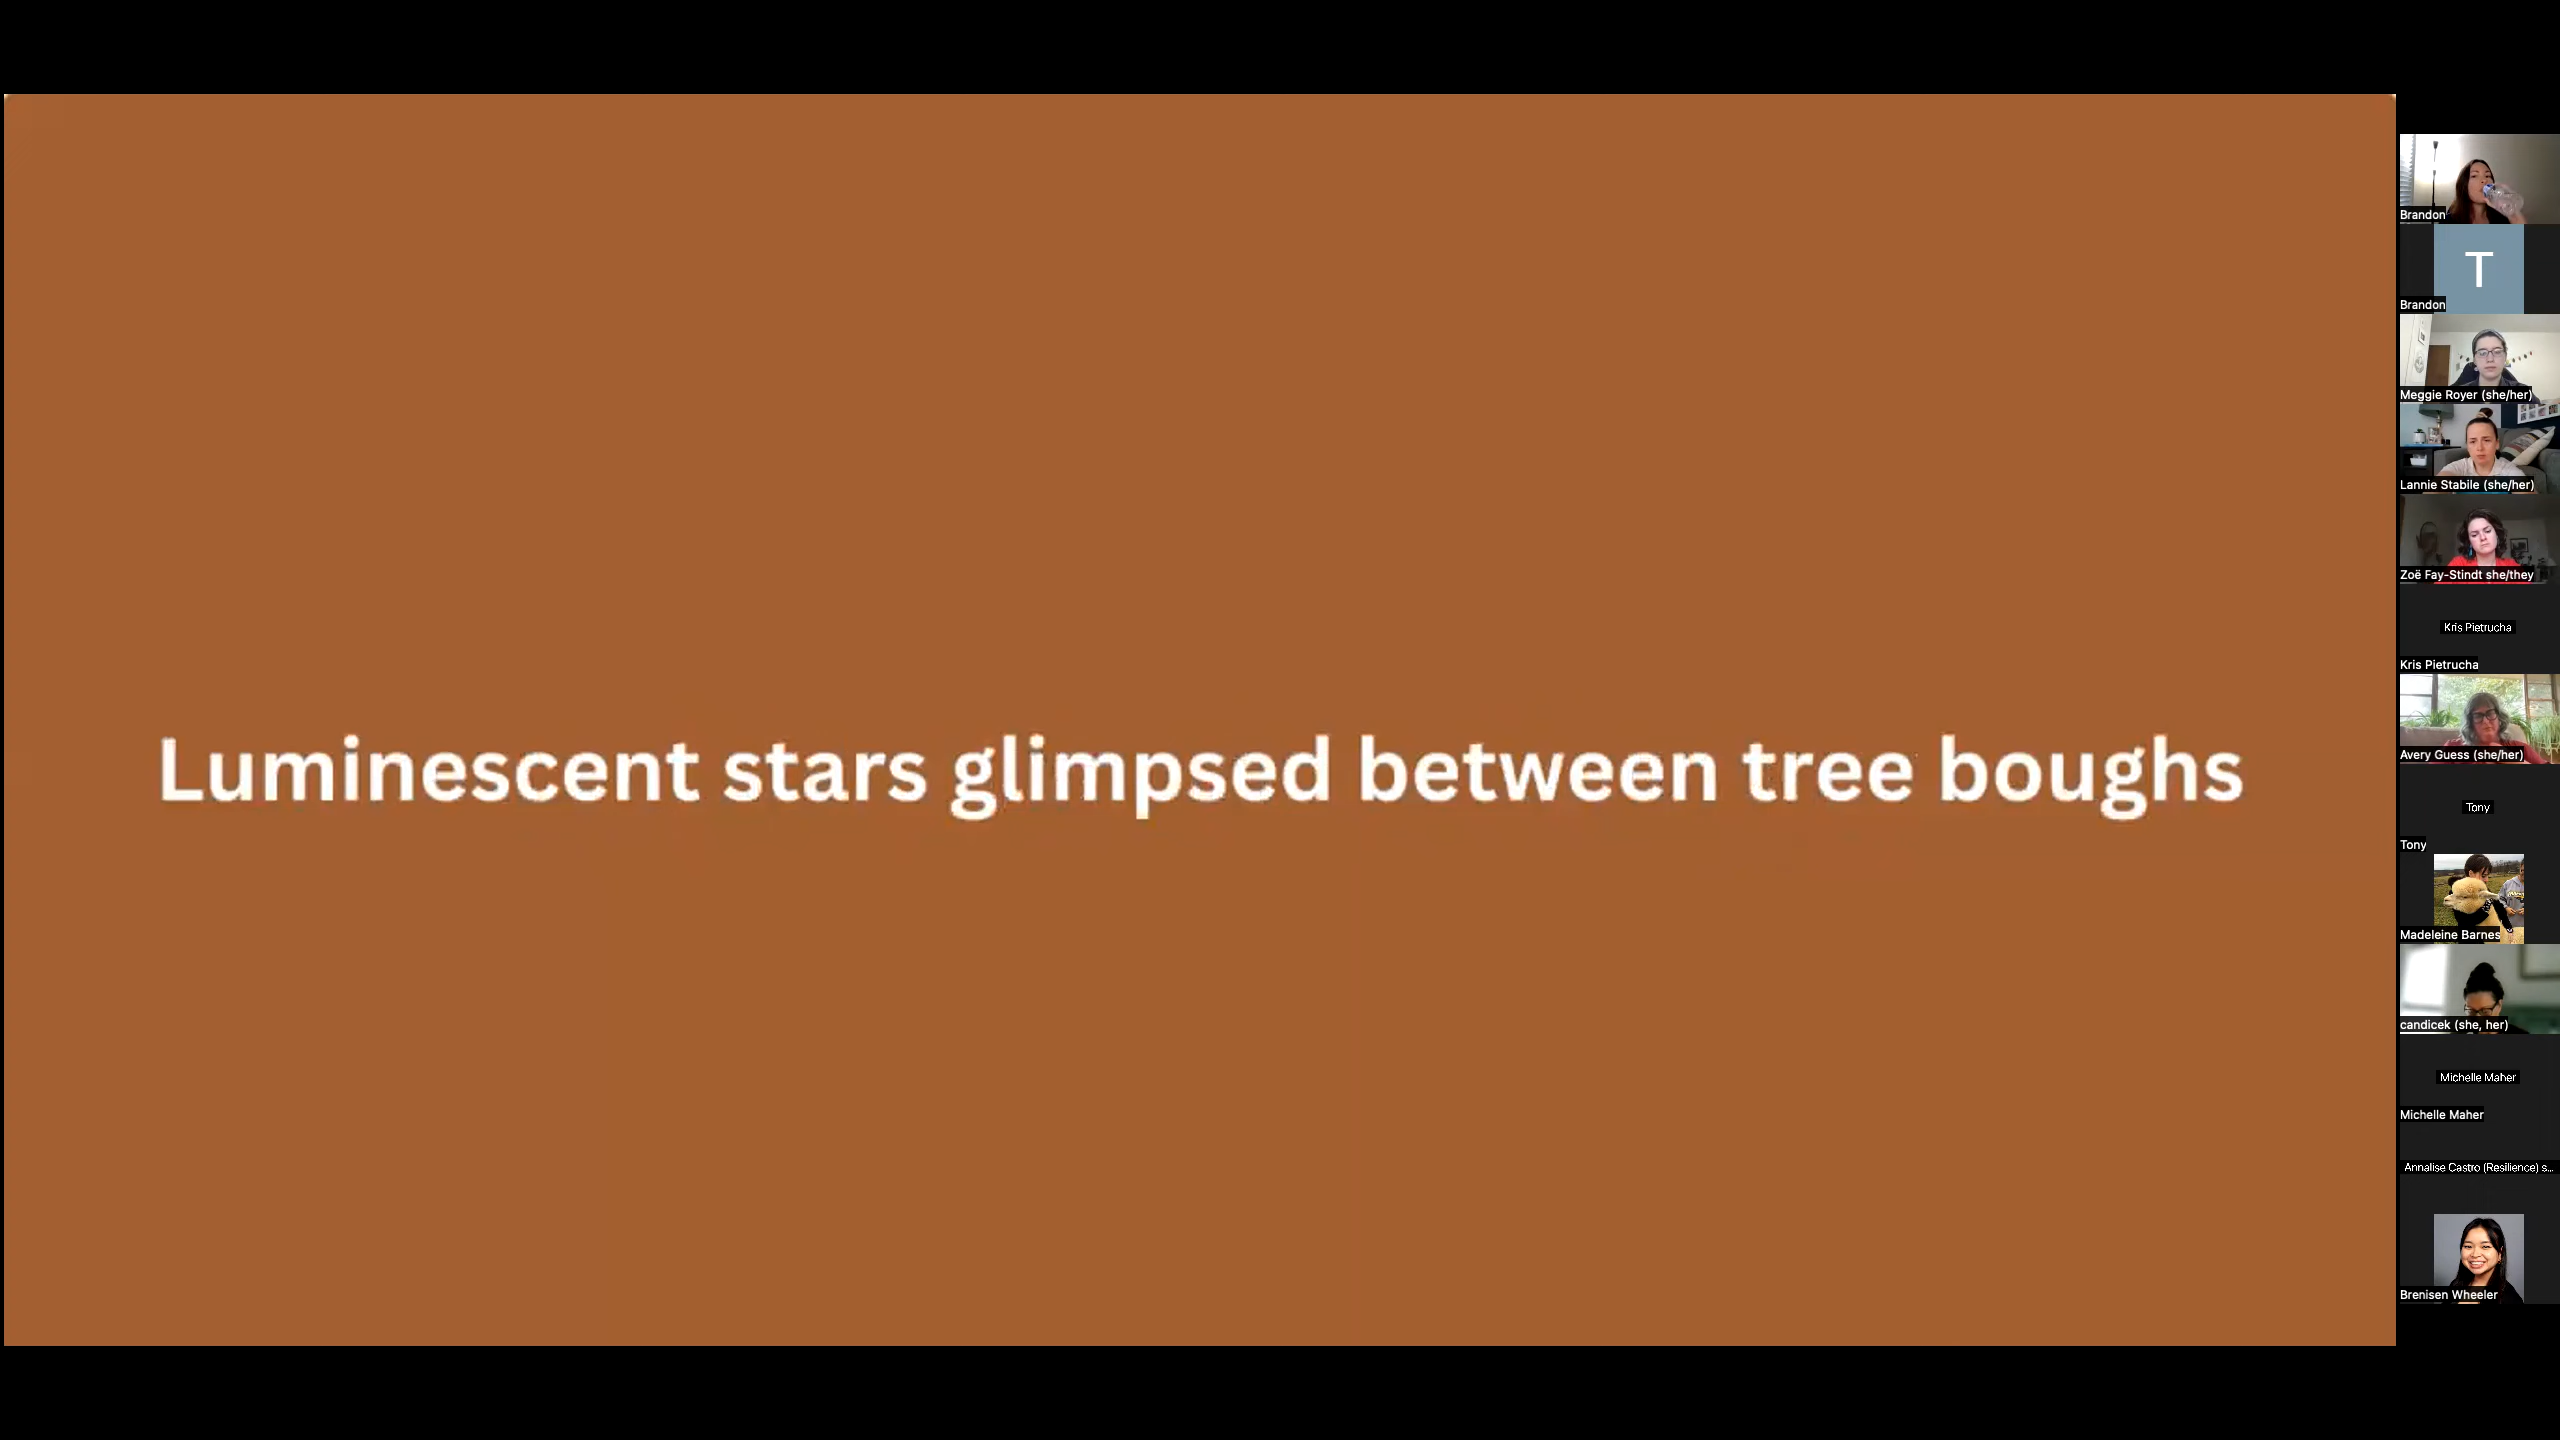 Luminescent stars glimpsed between tree boughs
Brandon
T
Brandon
Meggie Royer (she/her)
Lannie Stabile (she/her)
Zoë Fay-Stindt she/they
Kris Pietrucha
Kris Pietrucha
Avery Guess (she/her)
Tony
Tony
Madeleine Barnes
candicek (she, her)
Michelle Maher
Michelle Maher
Annalise Castro (Resilience) s...
Brenisen Wheeler